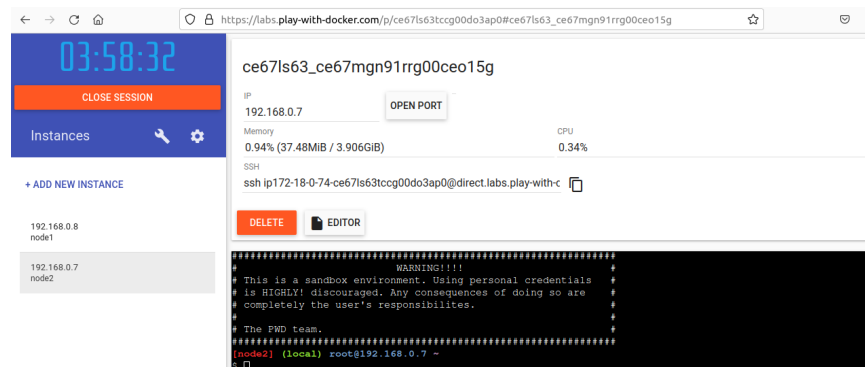 https://labs.play-with-docker.com/p/ce67ls63tccg00do3ap0#ce67ls63_ce67mgn91rrg00ceo15g
03:58:32
CLOSE SESSION
Instances
+ ADD NEW INSTANCE
192.168.0.8
node1
192.168.0.7
node2
ce67ls63_ce67mgn91rrg00ceo15g
IP
192.168.0.7
OPEN PORT
Memory
0.94% (37.48MiB / 3.906GiB)
CPU
0.34%
SSH
ssh ip172-18-0-74-ce67ls63tccg00do3ap0@direct.labs.play-with-c
DELETE
EDITOR
###############################################################
# WARNING!!!! #
# This is a sandbox environment. Using personal credentials #
# is HIGHLY! discouraged. Any consequences of doing so are #
# completely the user's responsibilites. #
# #
# The PWD team. #
###############################################################
[node2] (local) root@192.168.0.7 ~
$